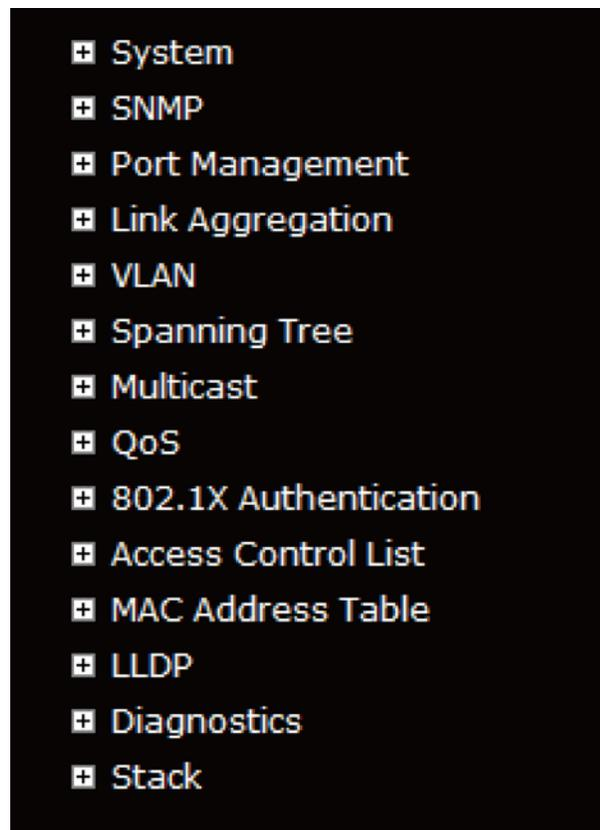 System
SNMP
Port Management
Link Aggregation
VLAN
Spanning Tree
Multicast
QoS
802.1X Authentication
Access Control List
MAC Address Table
LLDP
Diagnostics
Stack